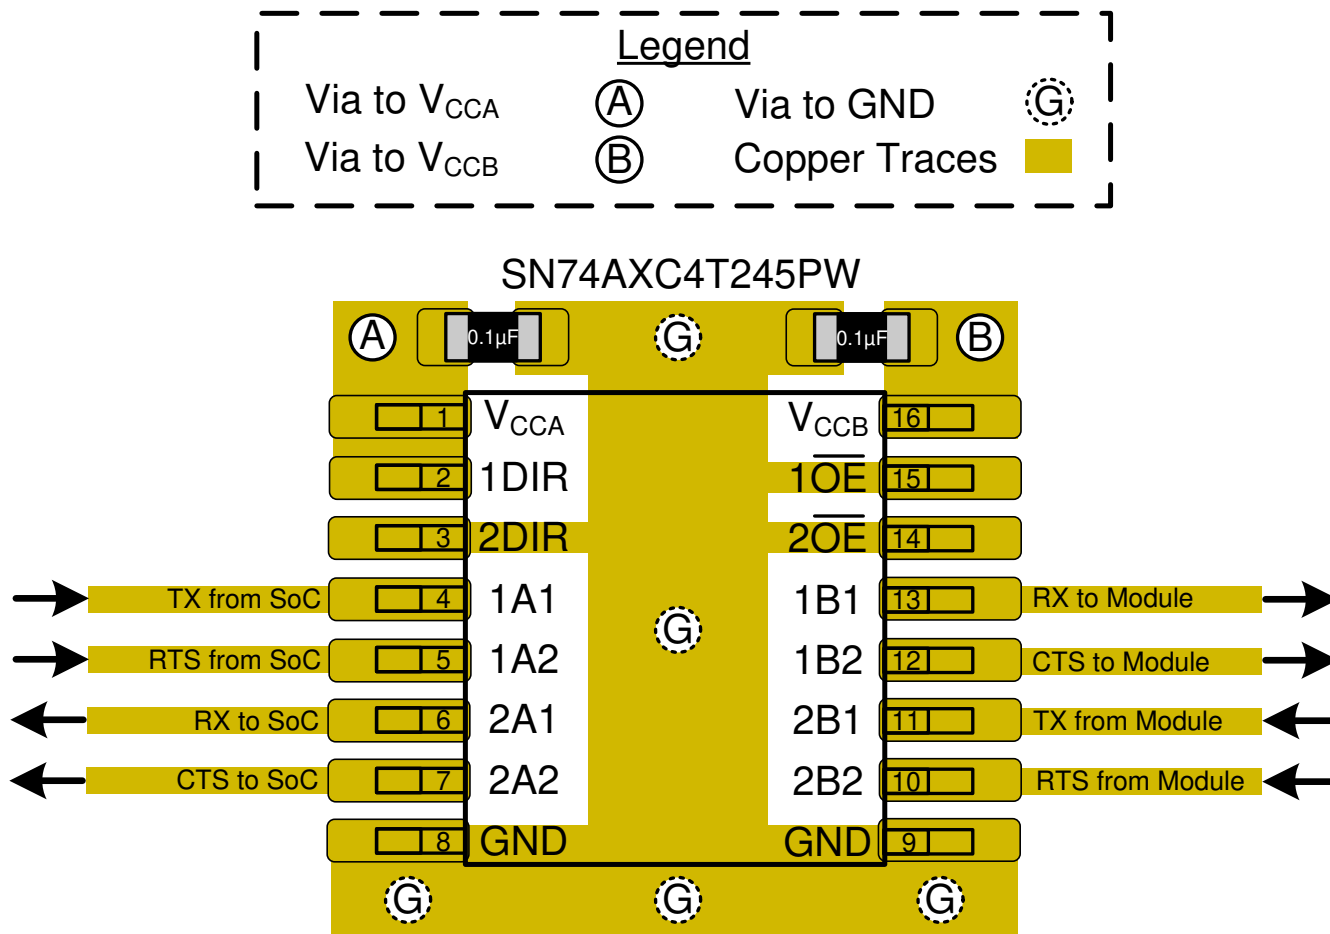 Legend
Via to VCCA A Via to GND G
Via to VCCB B Copper Traces
SN74AXC4T245PW
A 0.1µF G 0.1µF B
1 VCCA VCCB 16
2 1DIR 1O̅E̅ 15
3 2DIR 2O̅E̅ 14
TX from SoC 4 1A1 1B1 13 RX to Module
G
RTS from SoC 5 1A2 1B2 12 CTS to Module
RX to SoC 6 2A1 2B1 11 TX from Module
CTS to SoC 7 2A2 2B2 10 RTS from Module
8 GND GND 9
G G G